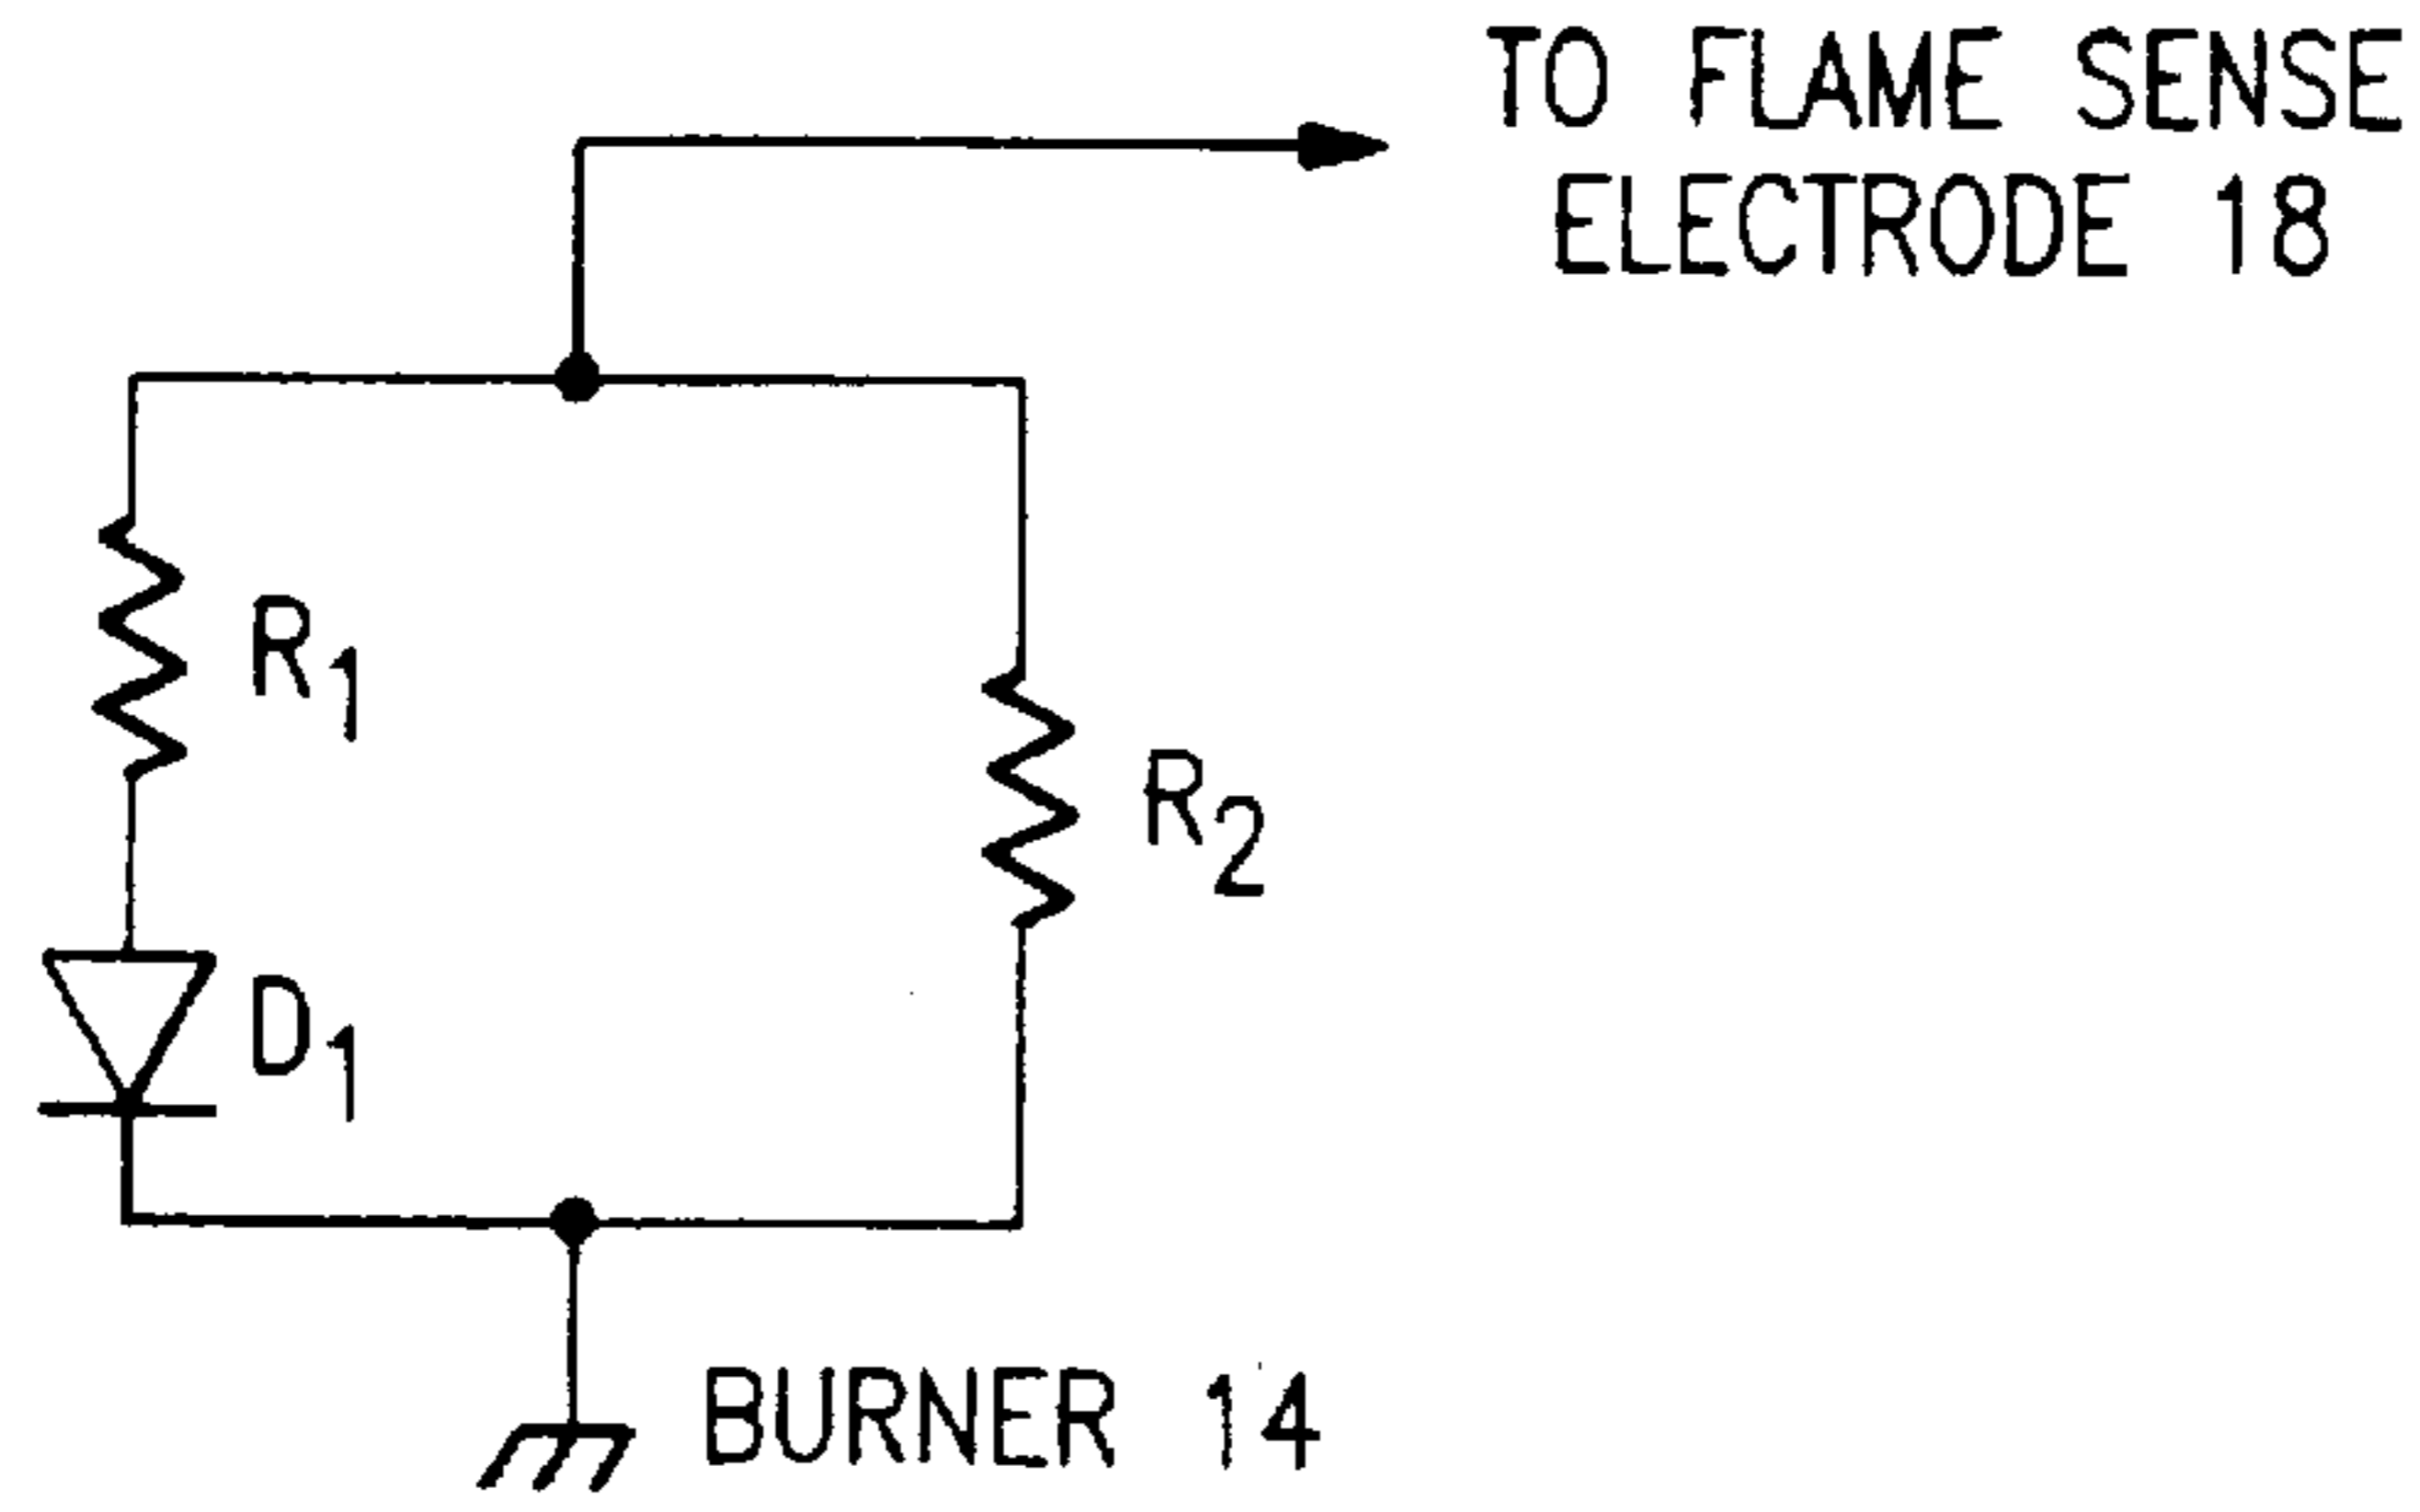 TO FLAME SENSE
ELECTRODE 18
R1
R2
D1
BURNER 14